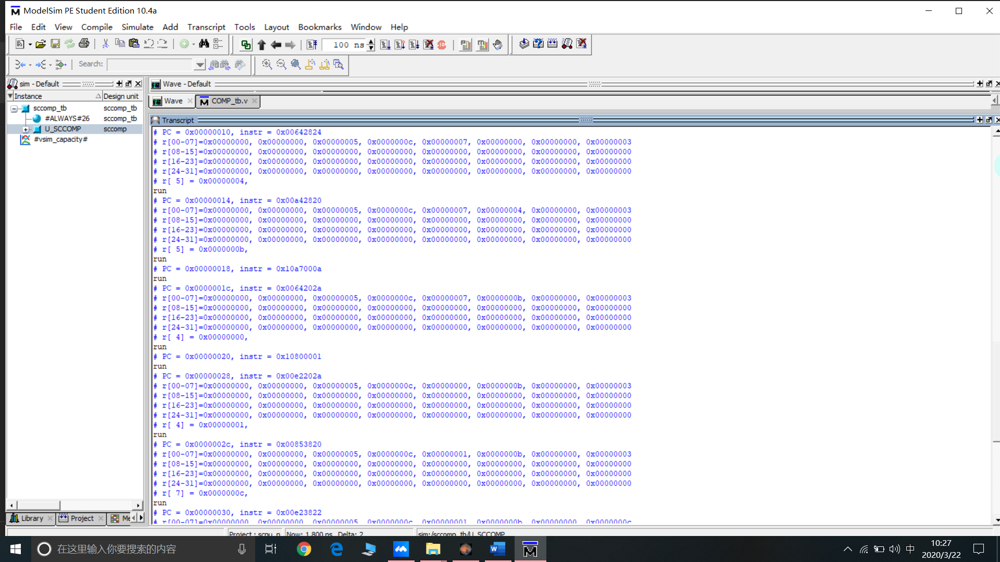 ModelSim PE Student Edition 10.4a
File Edit View Compile Simulate Add Transcript Tools Layout Bookmarks Window Help
100 ns
Search:
sim - Default
Wave - Default
Instance Design unit
Wave COMP_tb.v
sccomp_tb sccomp_tb
#ALWAYS#26 sccomp_tb
U_SCCOMP sccomp
#vsim_capacity#
Transcript
# PC = 0x00000010, instr = 0x00642824
# r[00-07]=0x00000000, 0x00000000, 0x00000005, 0x0000000c, 0x00000007, 0x00000000, 0x00000000, 0x00000003
# r[08-15]=0x00000000, 0x00000000, 0x00000000, 0x00000000, 0x00000000, 0x00000000, 0x00000000, 0x00000000
# r[16-23]=0x00000000, 0x00000000, 0x00000000, 0x00000000, 0x00000000, 0x00000000, 0x00000000, 0x00000000
# r[24-31]=0x00000000, 0x00000000, 0x00000000, 0x00000000, 0x00000000, 0x00000000, 0x00000000, 0x00000000
# r[ 5] = 0x00000004,
run
# PC = 0x00000014, instr = 0x00a42820
# r[00-07]=0x00000000, 0x00000000, 0x00000005, 0x0000000c, 0x00000007, 0x00000004, 0x00000000, 0x00000003
# r[08-15]=0x00000000, 0x00000000, 0x00000000, 0x00000000, 0x00000000, 0x00000000, 0x00000000, 0x00000000
# r[16-23]=0x00000000, 0x00000000, 0x00000000, 0x00000000, 0x00000000, 0x00000000, 0x00000000, 0x00000000
# r[24-31]=0x00000000, 0x00000000, 0x00000000, 0x00000000, 0x00000000, 0x00000000, 0x00000000, 0x00000000
# r[ 5] = 0x0000000b,
run
# PC = 0x00000018, instr = 0x10a7000a
run
# PC = 0x0000001c, instr = 0x0064202a
# r[00-07]=0x00000000, 0x00000000, 0x00000005, 0x0000000c, 0x00000007, 0x0000000b, 0x00000000, 0x00000003
# r[08-15]=0x00000000, 0x00000000, 0x00000000, 0x00000000, 0x00000000, 0x00000000, 0x00000000, 0x00000000
# r[16-23]=0x00000000, 0x00000000, 0x00000000, 0x00000000, 0x00000000, 0x00000000, 0x00000000, 0x00000000
# r[24-31]=0x00000000, 0x00000000, 0x00000000, 0x00000000, 0x00000000, 0x00000000, 0x00000000, 0x00000000
# r[ 4] = 0x00000000,
run
# PC = 0x00000020, instr = 0x10800001
run
# PC = 0x00000028, instr = 0x00e2202a
# r[00-07]=0x00000000, 0x00000000, 0x00000005, 0x0000000c, 0x00000000, 0x0000000b, 0x00000000, 0x00000003
# r[08-15]=0x00000000, 0x00000000, 0x00000000, 0x00000000, 0x00000000, 0x00000000, 0x00000000, 0x00000000
# r[16-23]=0x00000000, 0x00000000, 0x00000000, 0x00000000, 0x00000000, 0x00000000, 0x00000000, 0x00000000
# r[24-31]=0x00000000, 0x00000000, 0x00000000, 0x00000000, 0x00000000, 0x00000000, 0x00000000, 0x00000000
# r[ 4] = 0x00000001,
run
# PC = 0x0000002c, instr = 0x00853820
# r[00-07]=0x00000000, 0x00000000, 0x00000005, 0x0000000c, 0x00000001, 0x0000000b, 0x00000000, 0x00000003
# r[08-15]=0x00000000, 0x00000000, 0x00000000, 0x00000000, 0x00000000, 0x00000000, 0x00000000, 0x00000000
# r[16-23]=0x00000000, 0x00000000, 0x00000000, 0x00000000, 0x00000000, 0x00000000, 0x00000000, 0x00000000
# r[24-31]=0x00000000, 0x00000000, 0x00000000, 0x00000000, 0x00000000, 0x00000000, 0x00000000, 0x00000000
# r[ 7] = 0x0000000c,
run
# PC = 0x00000030, instr = 0x00e23822
# r[00-07]=0x00000000, 0x00000000, 0x00000005, 0x0000000c, 0x00000001, 0x0000000b, 0x00000000, 0x0000000c
Library Project Me
Project : scpu_p Now: 1,800 ns Delta: 2 sim:/sccomp_tb/U_SCCOMP
在这里输入你要搜索的内容
中
10:27
2020/3/22